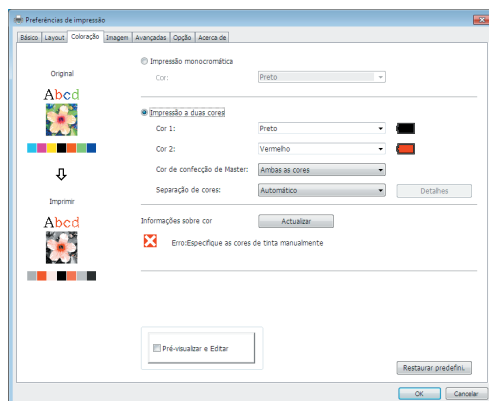 Preferências de impressão
Básico Layout Coloração Imagem Avançadas Opção Acerca de
Original
Abcd
Imprimir
Abcd
Impressão monocromática
Cor: Preto
Impressão a duas cores
Cor 1: Preto
Cor 2: Vermelho
Cor de confecção de Master: Ambas as cores
Separação de cores: Automático Detalhes
Informações sobre cor Actualizar
Erro:Especifique as cores de tinta manualmente
Pré-visualizar e Editar
Restaurar predefini.
OK Cancelar